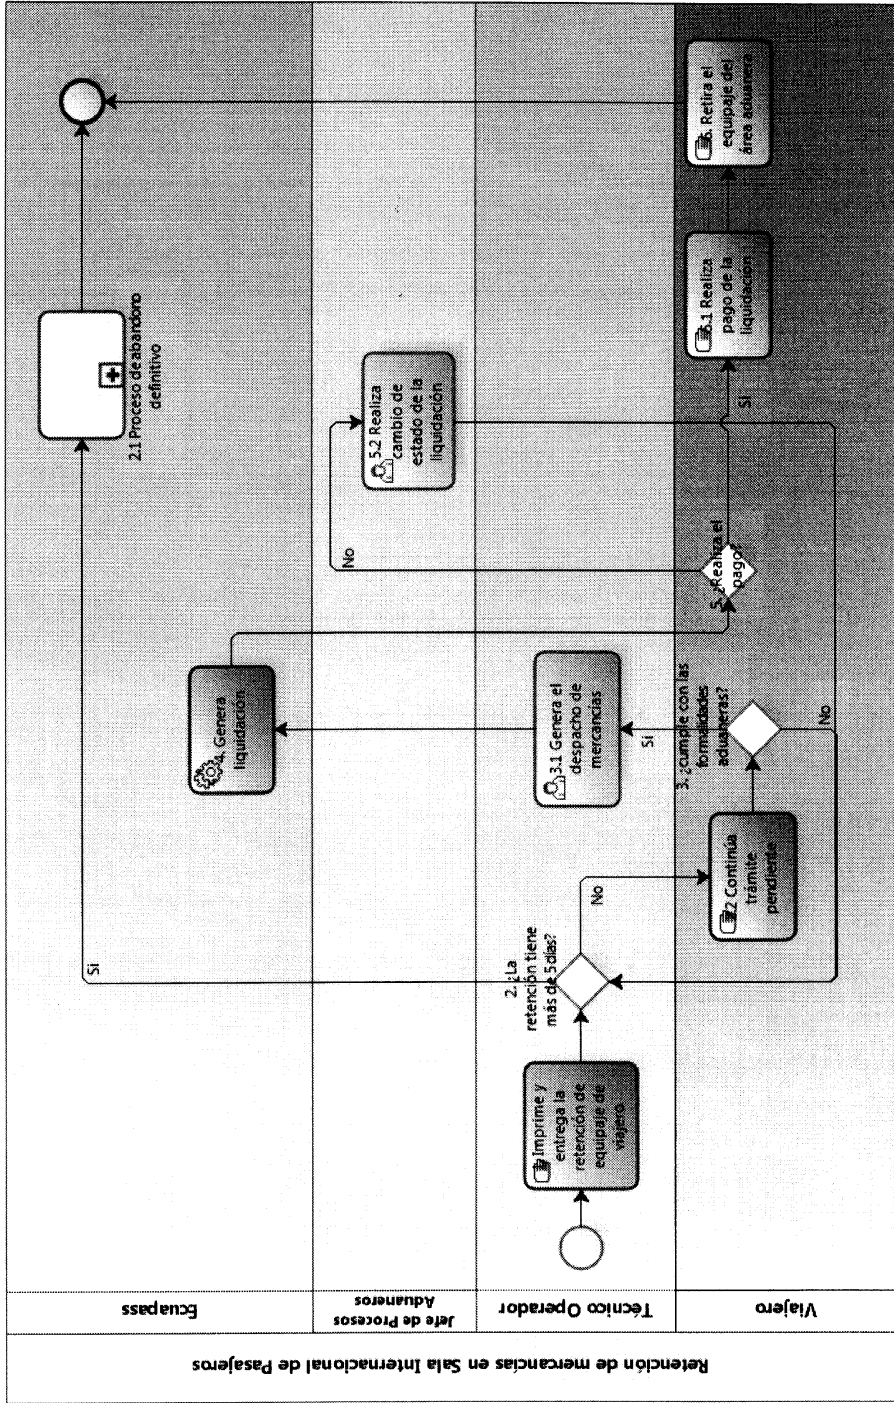 Retención de mercancías en Sala Internacional de Pasajeros
Ecuapass
Jefe de Procesos
Aduaneros
Técnico Operador
Viajero
Imprime y
entrega la
retención de
equipaje de
viajero
2. ¿La
retención tiene
más de 5 días?
Si
No
2.1 Proceso de abandono
definitivo
2.2 Continúa
trámite
pendiente
3. ¿cumple con las
formalidades
aduaneras?
Si
No
3.1 Genera el
despacho de
mercancías
4. Genera
liquidación
5. ¿Realiza el
pago?
No
Si
5.2 Realiza
cambio de
estado de la
liquidación
5.1 Realiza
pago de la
liquidación
6. Retira el
equipaje del
área aduanera